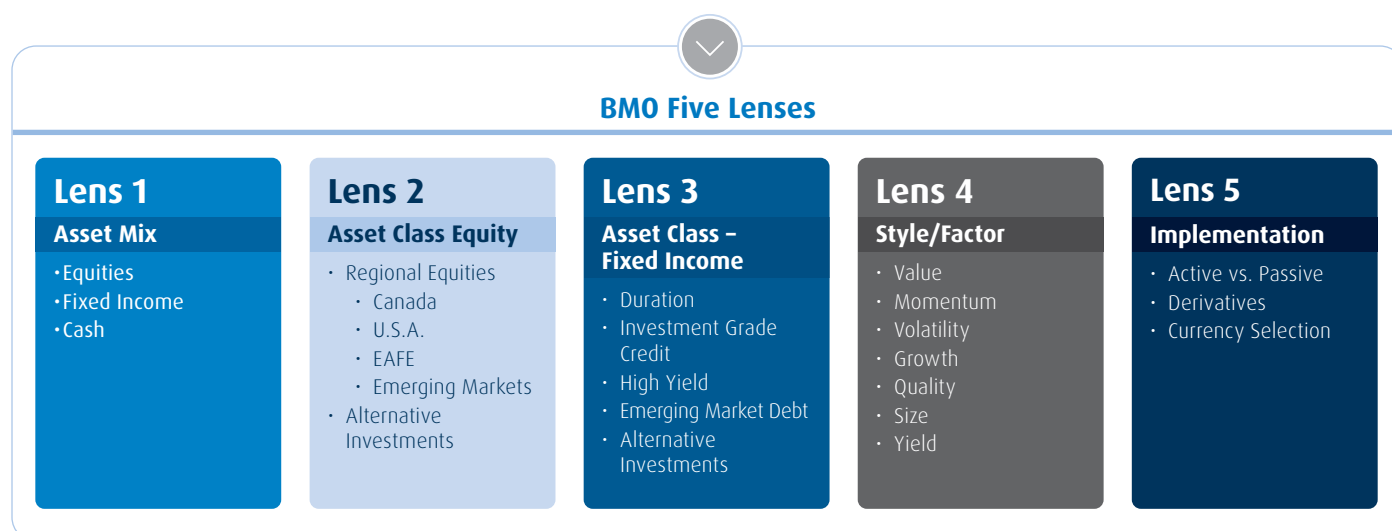 BMO Five Lenses
Lens 1
Asset Mix
•Equities
•Fixed Income
•Cash
Lens 2
Asset Class Equity
• Regional Equities
• Canada
• U.S.A.
• EAFE
• Emerging Markets
• Alternative
Investments
Lens 3
Asset Class –
Fixed Income
• Duration
• Investment Grade
Credit
• High Yield
• Emerging Market Debt
• Alternative
Investments
Lens 4
Style/Factor
• Value
• Momentum
• Volatility
• Growth
• Quality
• Size
• Yield
Lens 5
Implementation
• Active vs. Passive
• Derivatives
• Currency Selection